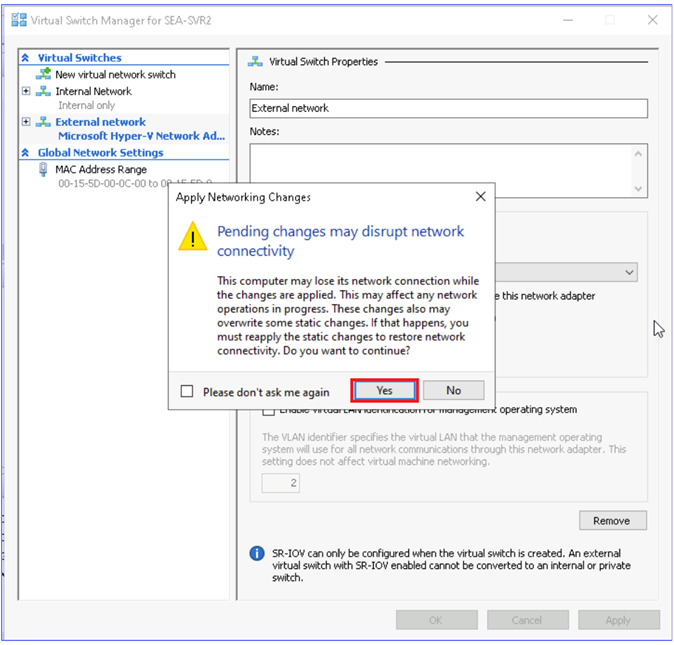 Virtual Switch Manager for SEA-SVR2
Virtual Switches
New virtual network switch
Internal Network
Internal only
External network
Microsoft Hyper-V Network Ad...
Global Network Settings
MAC Address Range
00-15-5D-00-0C-00 to
Virtual Switch Properties
Name:
External network
Notes:
Apply Networking Changes
Pending changes may disrupt network
connectivity
This computer may lose its network connection while
the changes are applied. This may affect any network
operations in progress. These changes also may
overwrite some static changes. If that happens, you
must reapply the static changes to restore network
connectivity. Do you want to continue?
Please don't ask me again
Yes
No
this network adapter
Enable virtual LAN identification for management operating system
The VLAN identifier specifies the virtual LAN that the management operating
system will use for all network communications through this network adapter. This
setting does not affect virtual machine networking.
2
Remove
SR-IOV can only be configured when the virtual switch is created. An external
virtual switch with SR-IOV enabled cannot be converted to an internal or private
switch.
OK
Cancel
Apply